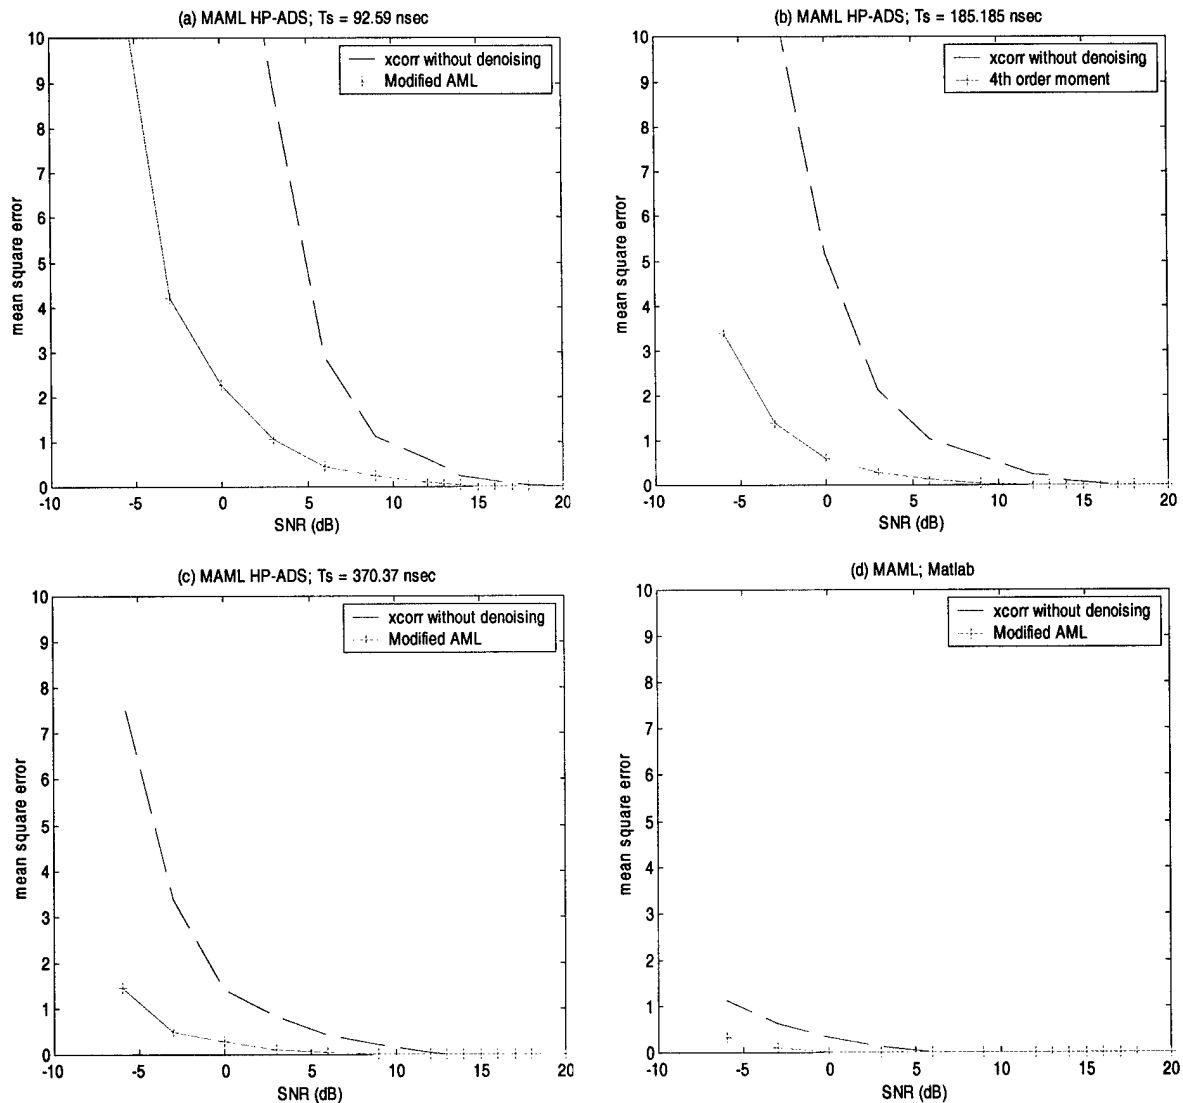 (a) MAML HP-ADS; Ts = 92.59 nsec
10
9
8
7
6
5
4
3
2
1
0
mean square error
xcorr without denoising
Modified AML
-10 -5 0 5 10 15 20
SNR (dB)
(b) MAML HP-ADS; Ts = 185.185 nsec
10
9
8
7
6
5
4
3
2
1
0
mean square error
xcorr without denoising
4th order moment
-10 -5 0 5 10 15 20
SNR (dB)
(c) MAML HP-ADS; Ts = 370.37 nsec
10
9
8
7
6
5
4
3
2
1
0
mean square error
xcorr without denoising
Modified AML
-10 -5 0 5 10 15 20
SNR (dB)
(d) MAML; Matlab
10
9
8
7
6
5
4
3
2
1
0
mean square error
xcorr without denoising
Modified AML
-10 -5 0 5 10 15 20
SNR (dB)